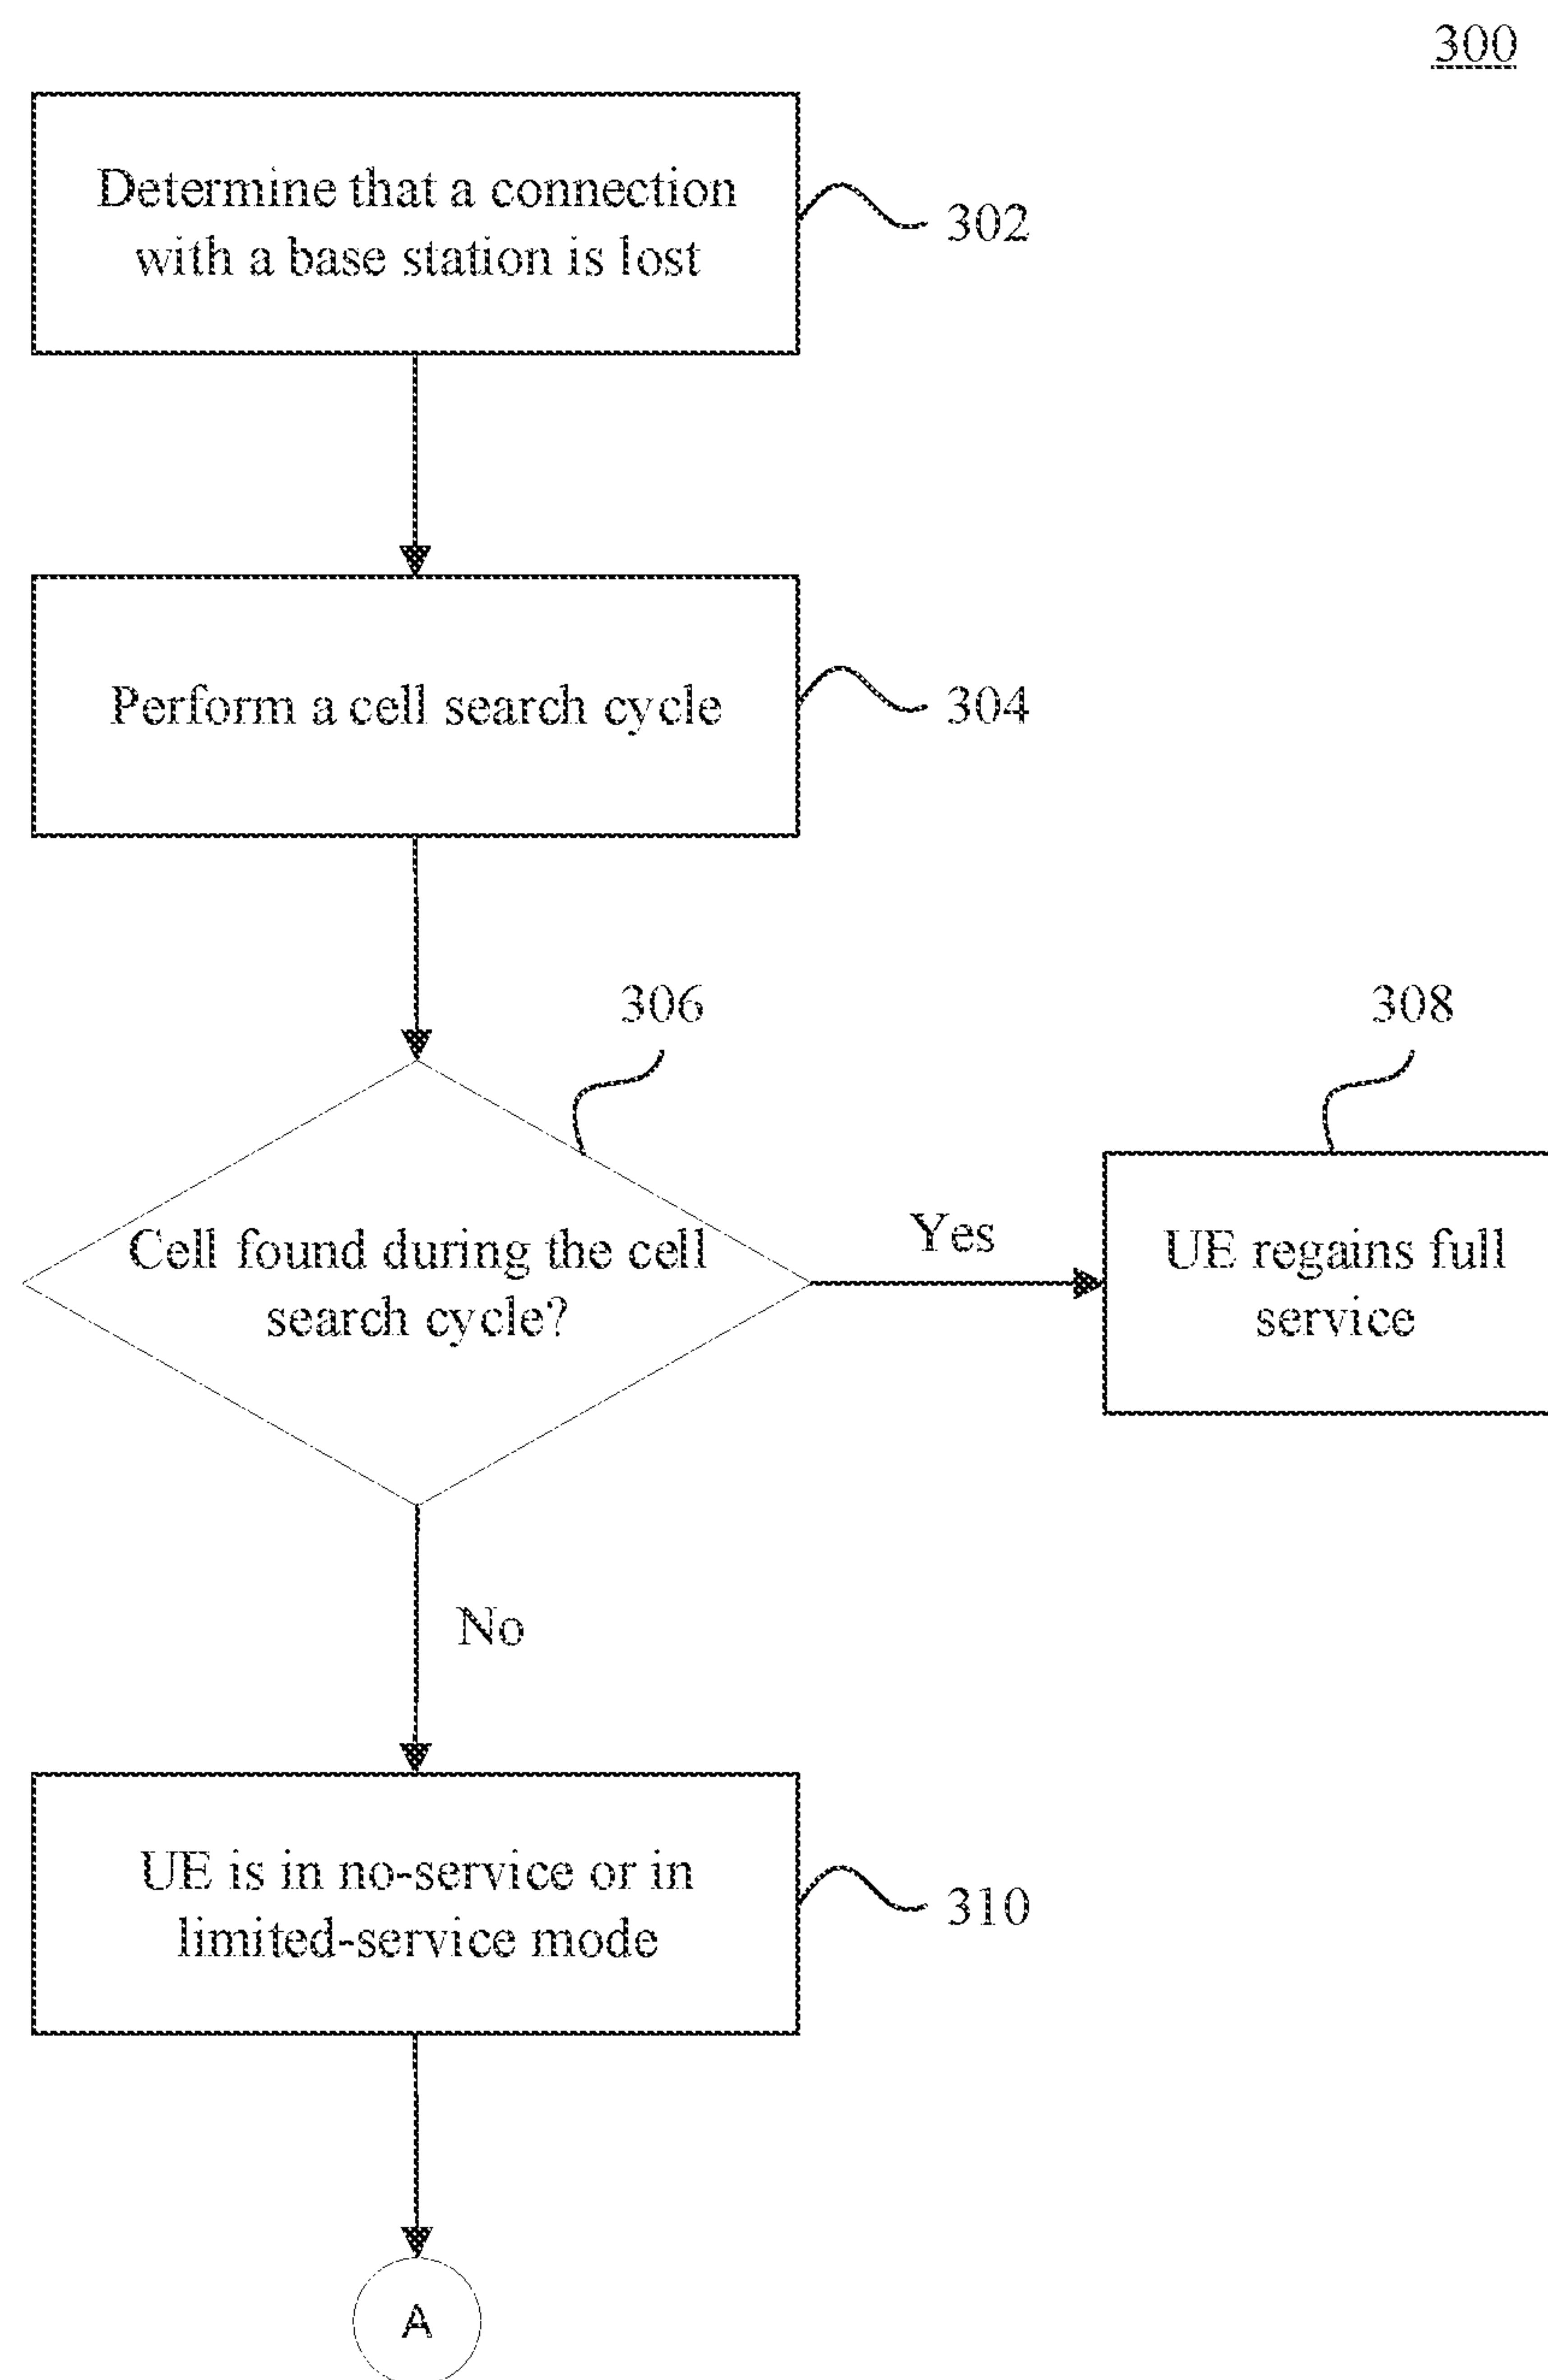 300
Determine that a connection
with a base station is lost
302
Perform a cell search cycle
304
306
308
Cell found during the cell
search cycle?
Yes
UE regains full
service
No
UE is in no-service or in
limited-service mode
310
A